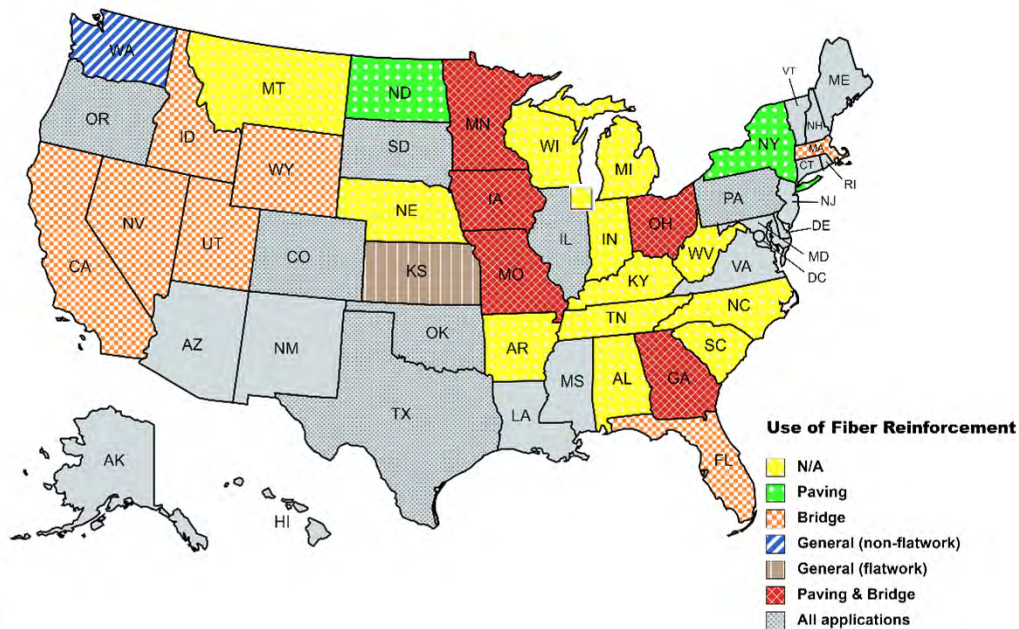 WA
OR
CA
NV
ID
MT
WY
UT
AZ
CO
NM
ND
SD
NE
KS
OK
TX
MN
IA
MO
AR
LA
WI
IL
MI
IN
OH
KY
TN
MS
AL
GA
FL
SC
NC
VA
WV
PA
NY
VT
NH
ME
MA
CT
RI
NJ
DE
MD
DC
AK
HI
Use of Fiber Reinforcement
N/A
Paving
Bridge
General (non-flatwork)
General (flatwork)
Paving & Bridge
All applications